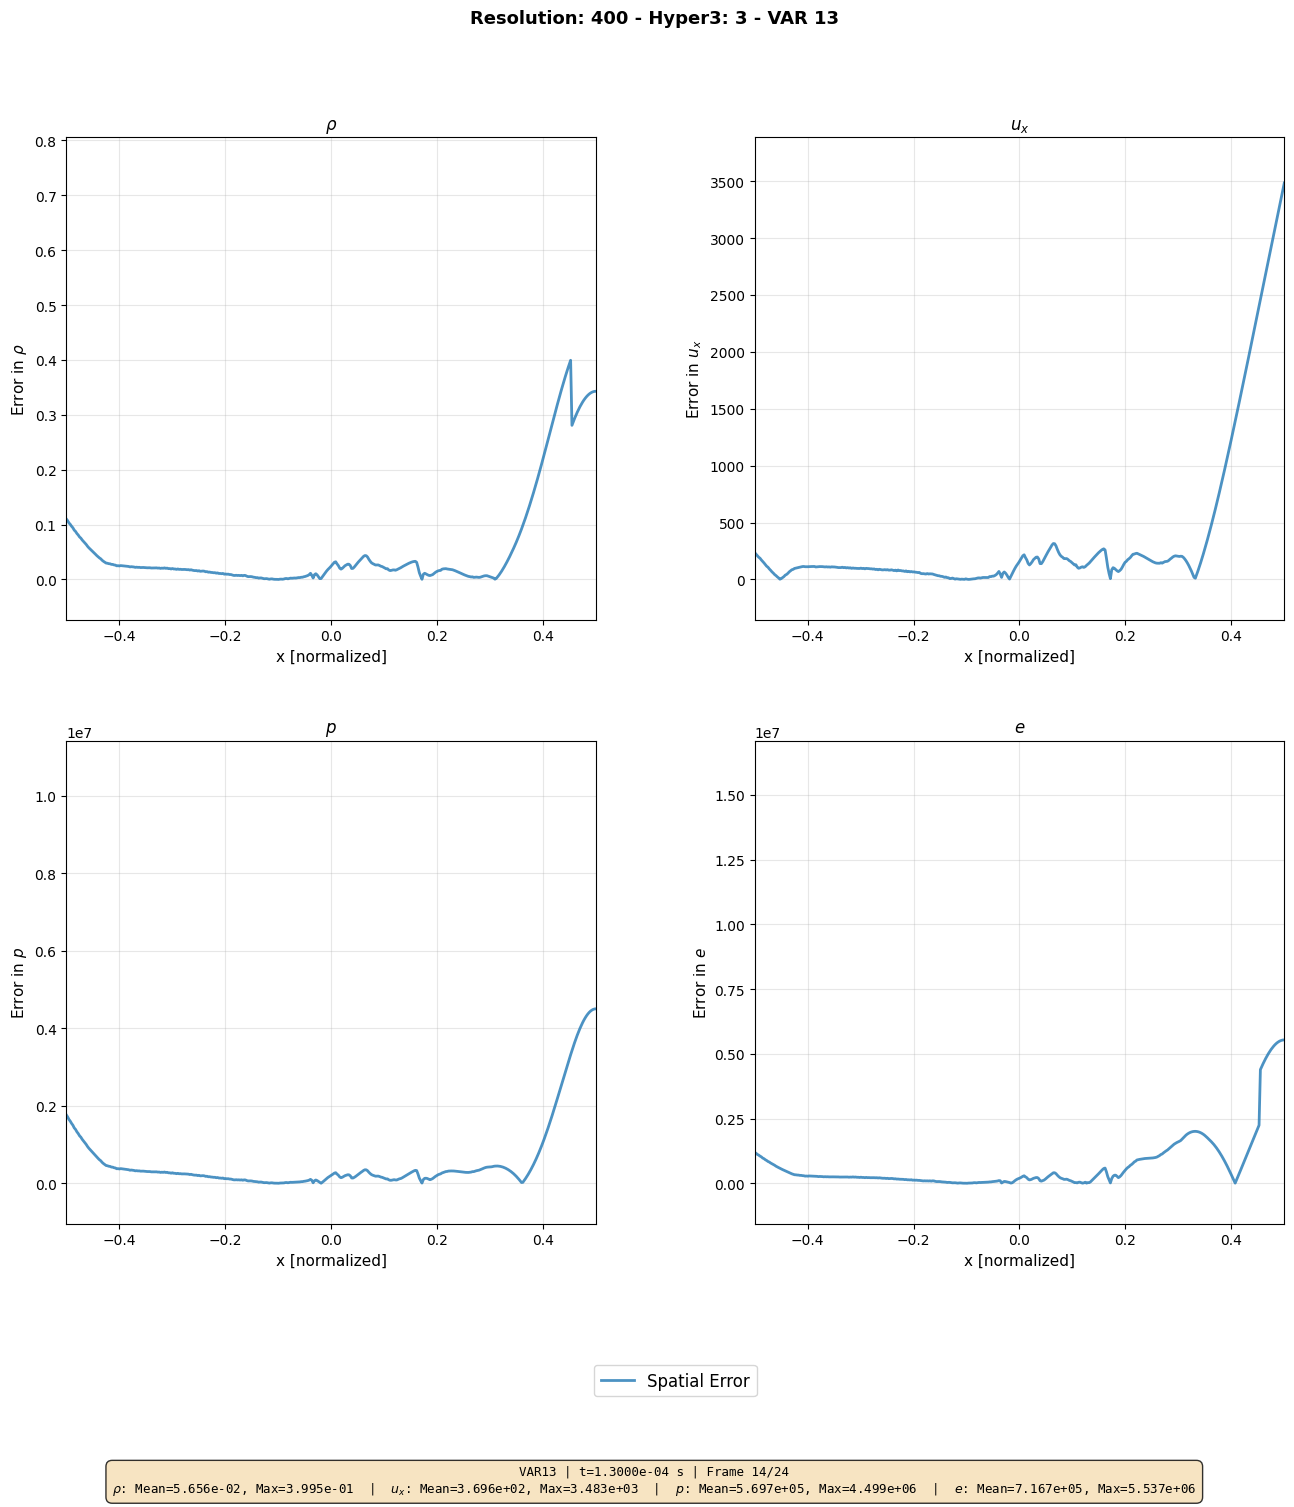 Resolution: 400 - Hyper3: 3 - VAR 13
ρ
0.8
0.7
0.6
0.5
0.4
0.3
0.2
0.1
0.0
Error in ρ
−0.4 −0.2 0.0 0.2 0.4
x [normalized]
u_x
3500
3000
2500
2000
1500
1000
500
0
Error in u_x
−0.4 −0.2 0.0 0.2 0.4
x [normalized]
p
1e7
1.0
0.8
0.6
0.4
0.2
0.0
Error in p
−0.4 −0.2 0.0 0.2 0.4
x [normalized]
e
1e7
1.50
1.25
1.00
0.75
0.50
0.25
0.00
Error in e
−0.4 −0.2 0.0 0.2 0.4
x [normalized]
Spatial Error
VAR13 | t=1.3000e-04 s | Frame 14/24
ρ: Mean=5.656e-02, Max=3.995e-01 | u_x: Mean=3.696e+02, Max=3.483e+03 | p: Mean=5.697e+05, Max=4.499e+06 | e: Mean=7.167e+05, Max=5.537e+06